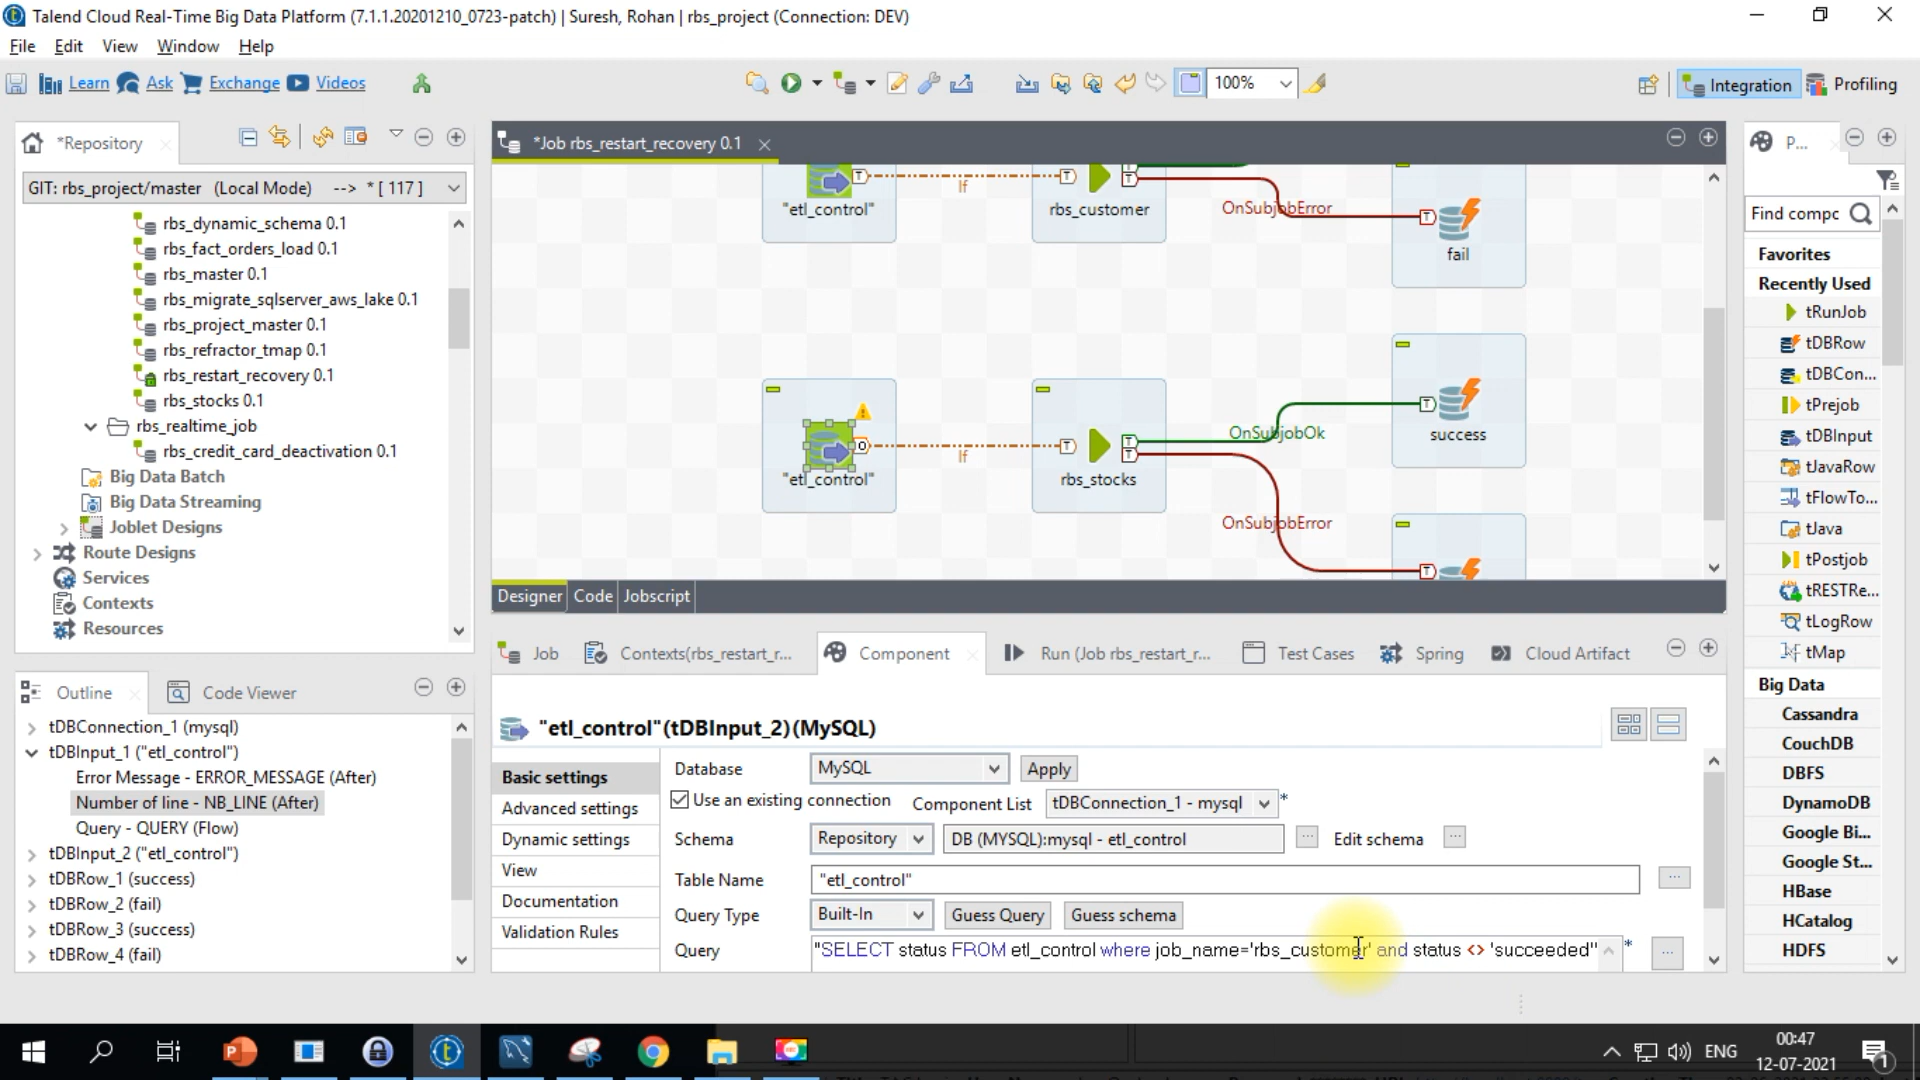 Talend Cloud Real-Time Big Data Platform (7.1.1.20201210_0723-patch) | Suresh, Rohan | rbs_project (Connection: DEV)
File Edit View Window Help
Learn Ask Exchange Videos
100%
Integration Profiling
*Repository
GIT: rbs_project/master (Local Mode) --> * [ 117 ]
rbs_dynamic_schema 0.1
rbs_fact_orders_load 0.1
rbs_master 0.1
rbs_migrate_sqlserver_aws_lake 0.1
rbs_project_master 0.1
rbs_refractor_tmap 0.1
rbs_restart_recovery 0.1
rbs_stocks 0.1
rbs_realtime_job
rbs_credit_card_deactivation 0.1
Big Data Batch
Big Data Streaming
Joblet Designs
Route Designs
Services
Contexts
Resources
Outline Code Viewer
tDBConnection_1 (mysql)
tDBInput_1 ("etl_control")
Error Message - ERROR_MESSAGE (After)
Number of line - NB_LINE (After)
Query - QUERY (Flow)
tDBInput_2 ("etl_control")
tDBRow_1 (success)
tDBRow_2 (fail)
tDBRow_3 (success)
tDBRow_4 (fail)
*Job rbs_restart_recovery 0.1
"etl_control"
If
rbs_customer
OnSubjobError
fail
"etl_control"
If
rbs_stocks
OnSubjobOk
success
OnSubjobError
Designer Code Jobscript
Job Contexts(rbs_restart_r... Component Run (Job rbs_restart_r... Test Cases Spring Cloud Artifact
"etl_control"(tDBInput_2)(MySQL)
Basic settings
Advanced settings
Dynamic settings
View
Documentation
Validation Rules
Database MySQL Apply
Use an existing connection Component List tDBConnection_1 - mysql *
Schema Repository DB (MYSQL):mysql - etl_control ... Edit schema ...
Table Name "etl_control" ...
Query Type Built-In Guess Query Guess schema
Query "SELECT status FROM etl_control where job_name='rbs_customer' and status <> 'succeeded'" * ...
P...
Find compc
Favorites
Recently Used
tRunJob
tDBRow
tDBCon...
tPrejob
tDBInput
tJavaRow
tFlowTo...
tJava
tPostjob
tRESTRe...
tLogRow
tMap
Big Data
Cassandra
CouchDB
DBFS
DynamoDB
Google Bi...
Google St...
HBase
HCatalog
HDFS
ENG
00:47
12-07-2021
1